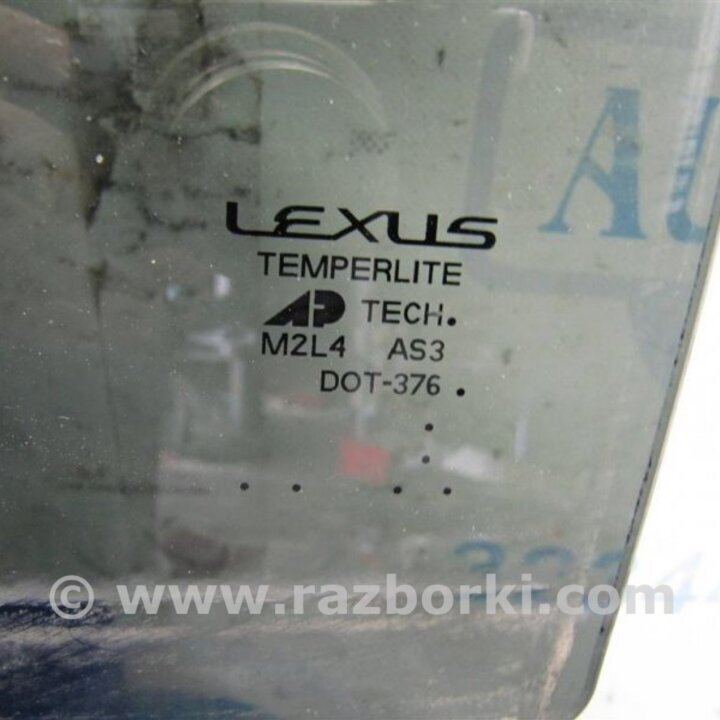 LEXUS
TEMPERLITE
AP TECH.
M2L4 AS3
DOT-376
© www.razborki.com